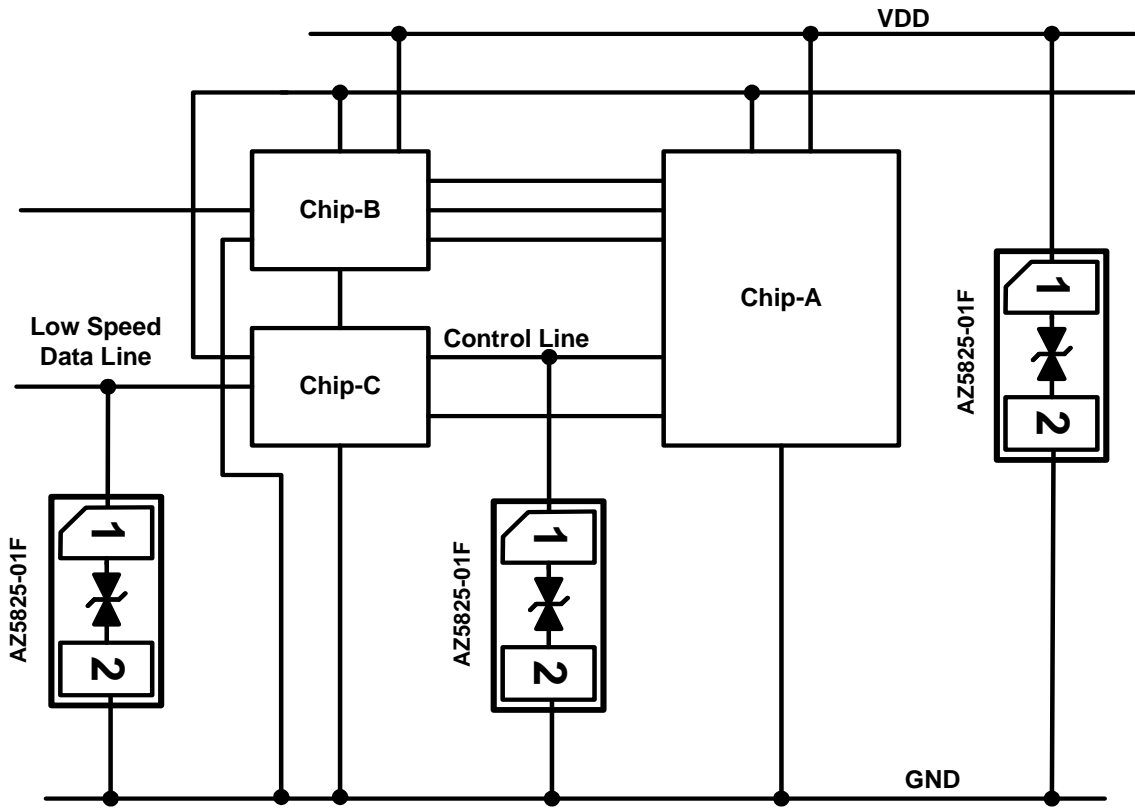 VDD
Chip-B
Chip-A
1
2
AZ5825-01F
Low Speed
Data Line
Control Line
Chip-C
1
2
AZ5825-01F
1
2
AZ5825-01F
GND